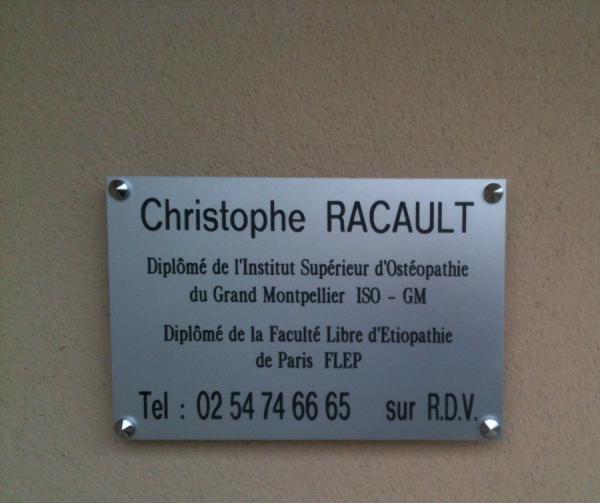 Christophe RACAULT
Diplômé de l'Institut Supérieur d'Ostéopathie
du Grand Montpellier ISO - GM
Diplômé de la Faculté Libre d'Etiopathie
de Paris FLEP
Tel : 02 54 74 66 65 sur R.D.V.